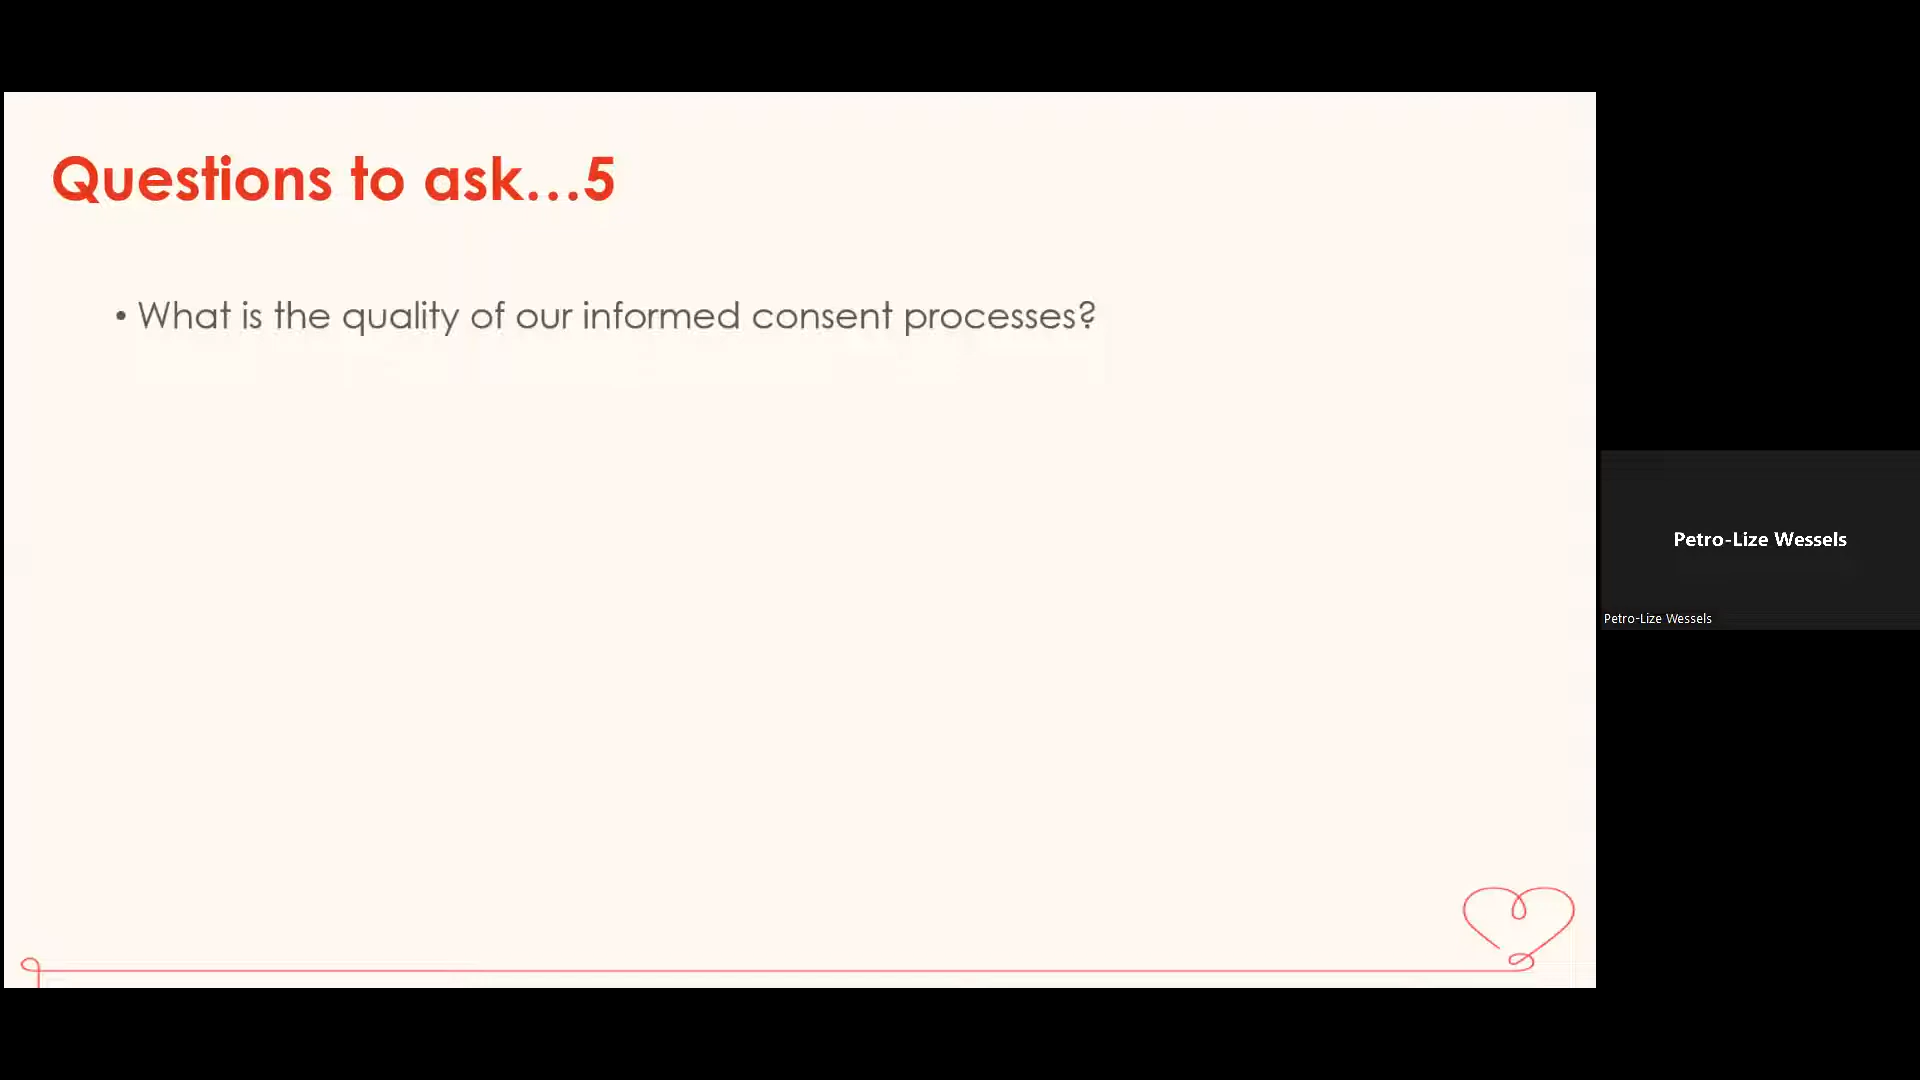 Questions to ask...5
• What is the quality of our informed consent processes?
Petro-Lize Wessels
Petro-Lize Wessels